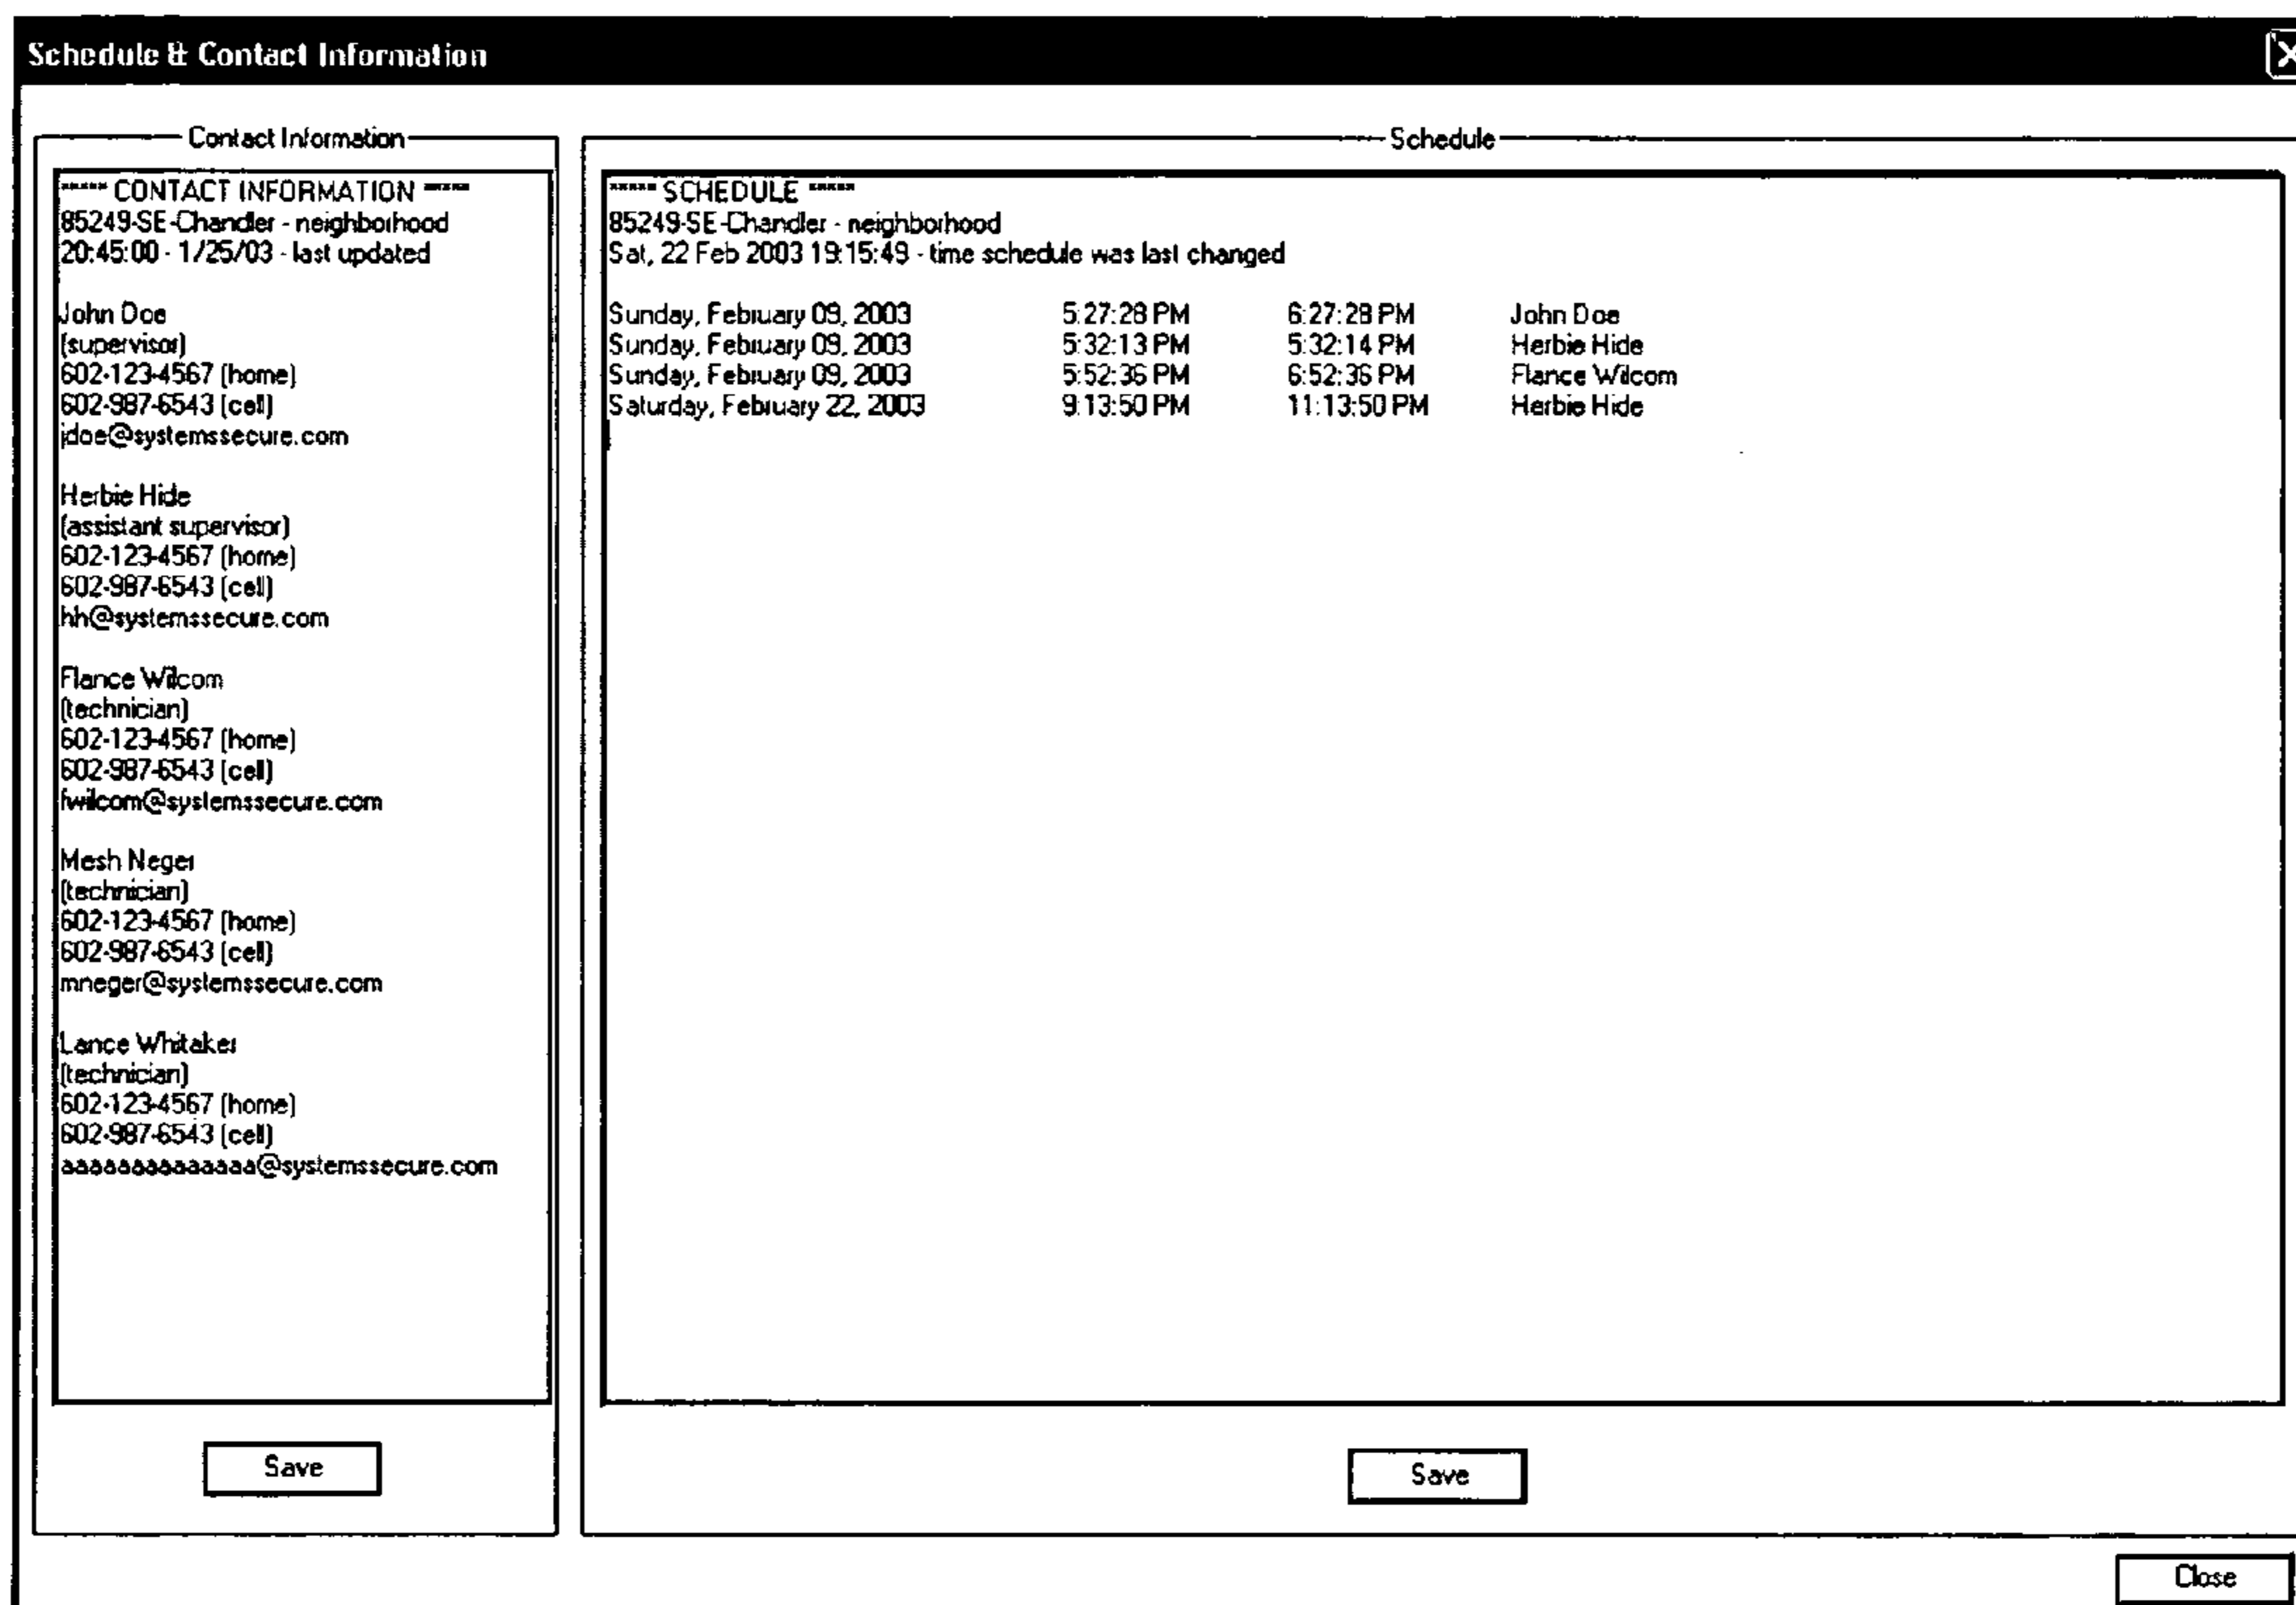 Schedule & Contact Information
Contact Information
***** CONTACT INFORMATION *****
85249-SE-Chandler - neighborhood
20:45:00 - 1/25/03 - last updated
John Doe
(supervisor)
602-123-4567 (home)
602-987-6543 (cell)
jdoe@systemssecure.com
Herbie Hide
(assistant supervisor)
602-123-4567 (home)
602-987-6543 (cell)
hh@systemssecure.com
Flance Wilcom
(technician)
602-123-4567 (home)
602-987-6543 (cell)
fwilcom@systemssecure.com
Mesh Neger
(technician)
602-123-4567 (home)
602-987-6543 (cell)
mneger@systemssecure.com
Lance Whitaker
(technician)
602-123-4567 (home)
602-987-6543 (cell)
aaaaaaaaaaaaaa@systemssecure.com
Save
Schedule
***** SCHEDULE *****
85249-SE-Chandler - neighborhood
Sat, 22 Feb 2003 19:15:49 - time schedule was last changed
Sunday, February 09, 2003 5:27:28 PM 6:27:28 PM John Doe
Sunday, February 09, 2003 5:32:13 PM 5:32:14 PM Herbie Hide
Sunday, February 09, 2003 5:52:36 PM 6:52:36 PM Flance Wilcom
Saturday, February 22, 2003 9:13:50 PM 11:13:50 PM Herbie Hide
Save
Close